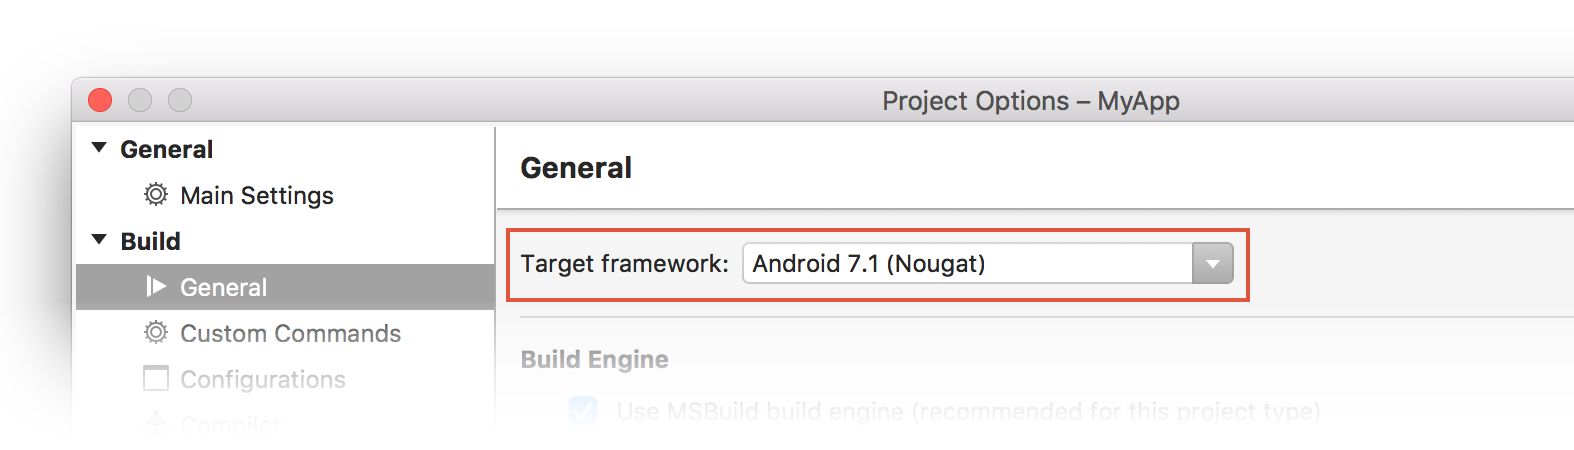 Project Options – MyApp
General
Main Settings
Build
General
Custom Commands
Configurations
Compiler
General
Target framework: Android 7.1 (Nougat)
Build Engine
Use MSBuild build engine (recommended for this project type)